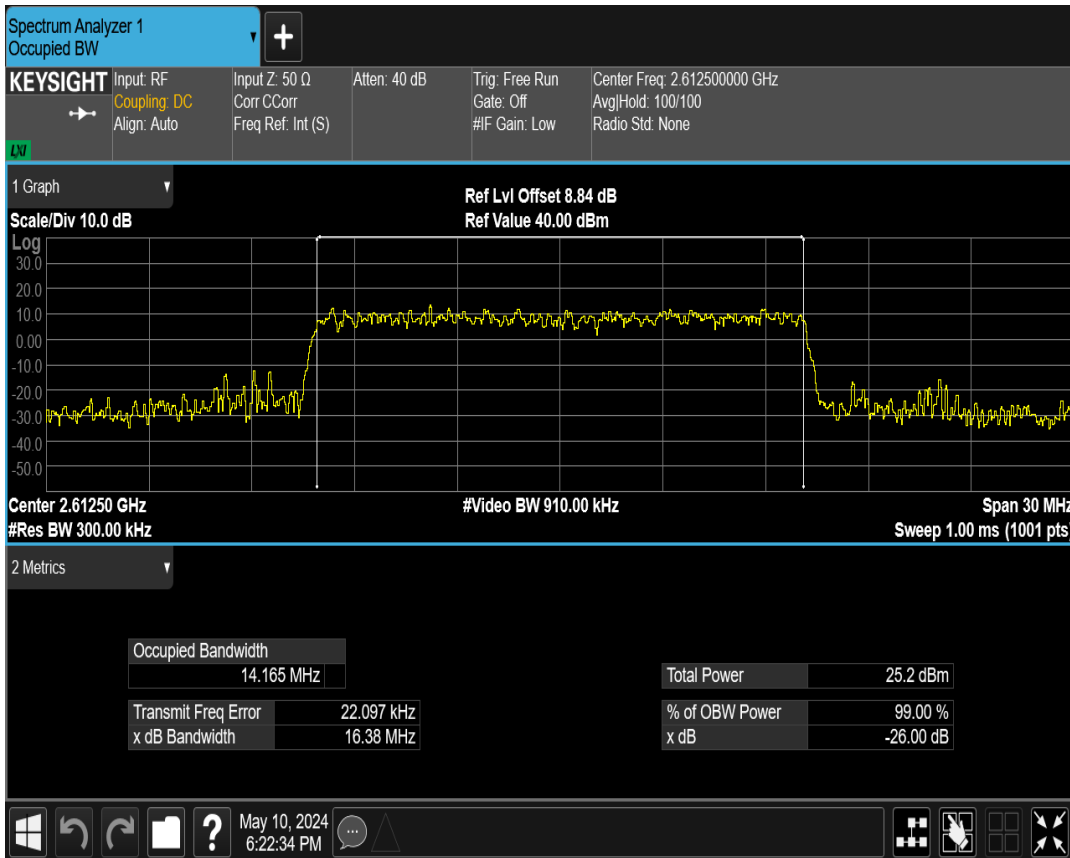 Spectrum Analyzer 1
Occupied BW
+
KEYSIGHT
LXI
Input: RF
Coupling: DC
Align: Auto
Input Z: 50 Ω
Corr CCorr
Freq Ref: Int (S)
Atten: 40 dB
Trig: Free Run
Gate: Off
#IF Gain: Low
Center Freq: 2.612500000 GHz
Avg|Hold: 100/100
Radio Std: None
1 Graph
Scale/Div 10.0 dB
Ref Lvl Offset 8.84 dB
Ref Value 40.00 dBm
Log
30.0
20.0
10.0
0.00
-10.0
-20.0
-30.0
-40.0
-50.0
Center 2.61250 GHz
#Video BW 910.00 kHz
Span 30 MHz
#Res BW 300.00 kHz
Sweep 1.00 ms (1001 pts)
2 Metrics
Occupied Bandwidth
14.165 MHz
Total Power 25.2 dBm
Transmit Freq Error 22.097 kHz
% of OBW Power 99.00 %
x dB Bandwidth 16.38 MHz
x dB -26.00 dB
?
May 10, 2024
6:22:34 PM